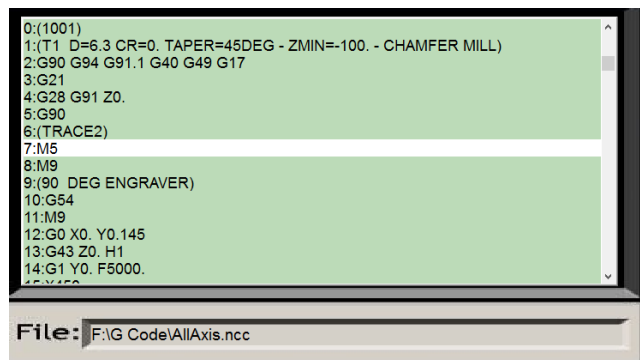 0:(1001)
1:(T1 D=6.3 CR=0. TAPER=45DEG - ZMIN=-100. - CHAMFER MILL)
2:G90 G94 G91.1 G40 G49 G17
3:G21
4:G28 G91 Z0.
5:G90
6:(TRACE2)
7:M5
8:M9
9:(90 DEG ENGRAVER)
10:G54
11:M9
12:G0 X0. Y0.145
13:G43 Z0. H1
14:G1 Y0. F5000.
File: F:\G Code\AllAxis.ncc